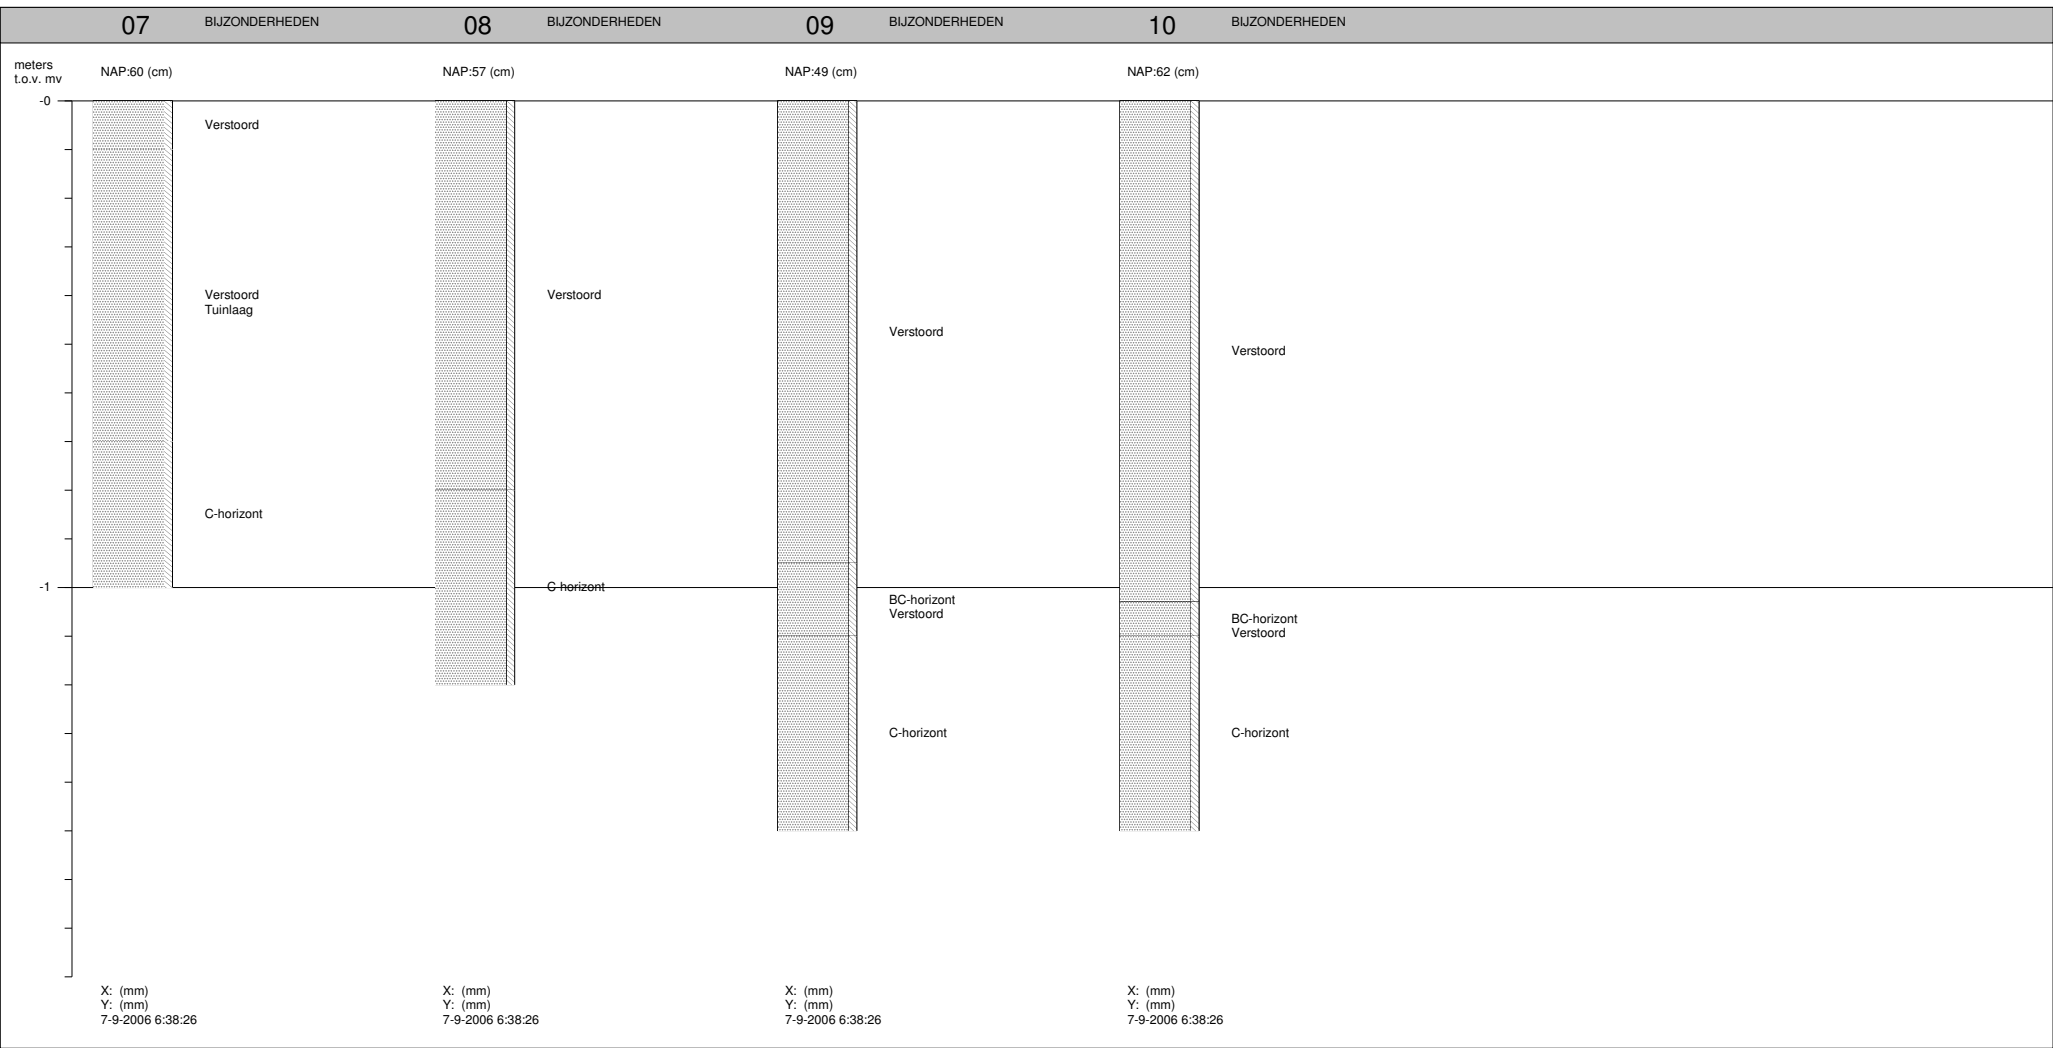 07 BIJZONDERHEDEN 08 BIJZONDERHEDEN 09 BIJZONDERHEDEN 10 BIJZONDERHEDEN
meters
t.o.v. mv
NAP:60 (cm) NAP:57 (cm) NAP:49 (cm) NAP:62 (cm)
-0
Verstoord
Verstoord
Tuinlaag
C-horizont
Verstoord
C-horizont
Verstoord
BC-horizont
Verstoord
C-horizont
Verstoord
BC-horizont
Verstoord
C-horizont
-1
X: (mm) X: (mm) X: (mm) X: (mm)
Y: (mm) Y: (mm) Y: (mm) Y: (mm)
7-9-2006 6:38:26 7-9-2006 6:38:26 7-9-2006 6:38:26 7-9-2006 6:38:26